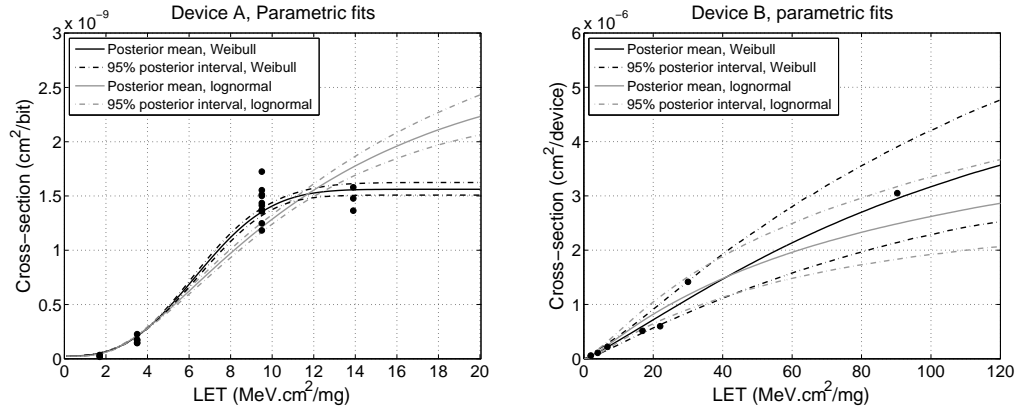 Device A, Parametric fits
x 10^-9
Posterior mean, Weibull
95% posterior interval, Weibull
Posterior mean, lognormal
95% posterior interval, lognormal
Cross-section (cm^2/bit)
3
2.5
2
1.5
1
0.5
0
0 2 4 6 8 10 12 14 16 18 20
LET (MeV.cm^2/mg)
Device B, parametric fits
x 10^-6
Posterior mean, Weibull
95% posterior interval, Weibull
Posterior mean, lognormal
95% posterior interval, lognormal
Cross-section (cm^2/device)
6
5
4
3
2
1
0
0 20 40 60 80 100 120
LET (MeV.cm^2/mg)